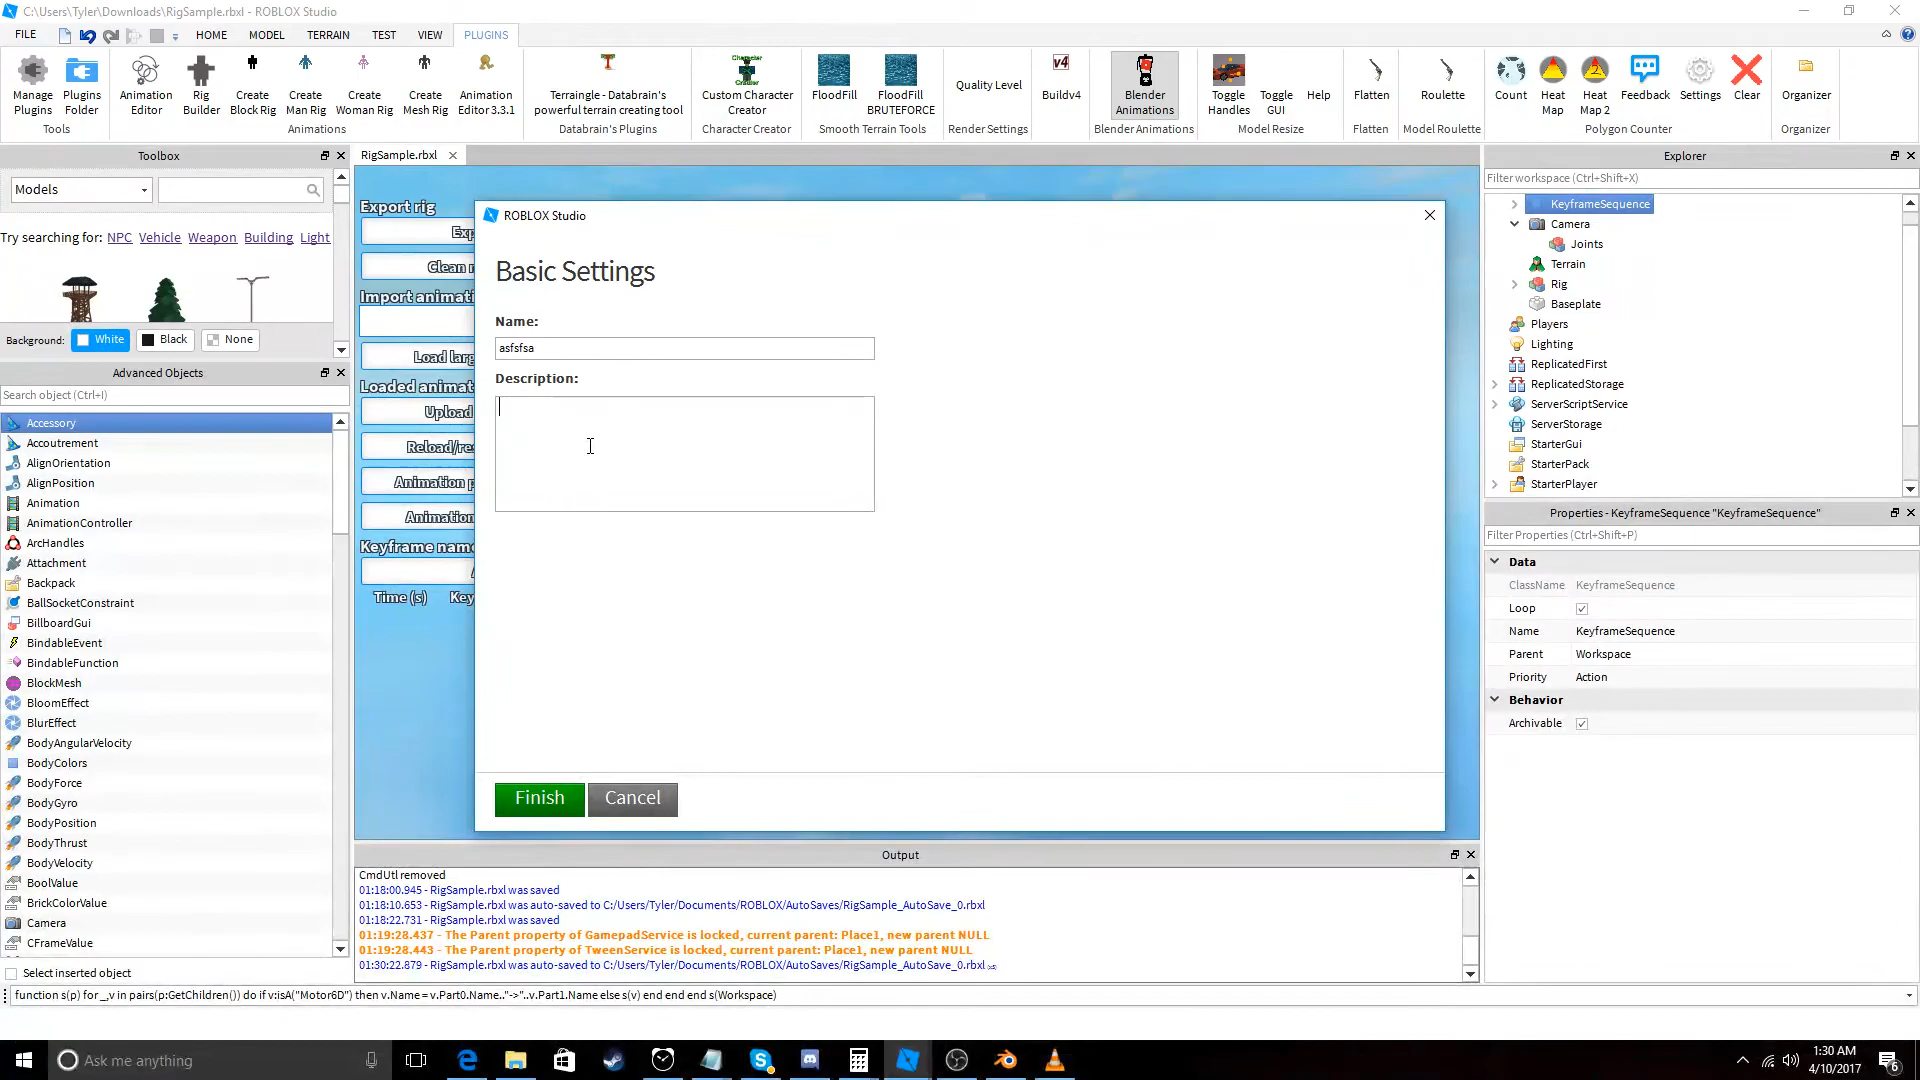 C:\Users\Tyler\Downloads\RigSample.rbxl - ROBLOX Studio
FILE HOME MODEL TERRAIN TEST VIEW PLUGINS
Manage Plugins
Plugins Folder
Tools
Animation Editor
Rig Builder
Create Block Rig
Create Man Rig
Create Woman Rig
Create Mesh Rig
Animation Editor 3.3.1
Animations
Terraingle - Databrain's powerful terrain creating tool
Databrain's Plugins
Character Creator
Custom Character Creator
Character Creator
FloodFill
FloodFill BRUTEFORCE
Smooth Terrain Tools
Quality Level
Render Settings
v4
Buildv4
Blender Animations
Blender Animations
Toggle Handles
Toggle GUI
Help
Model Resize
Flatten
Flatten
Roulette
Model Roulette
Count
Heat Map
2
Heat Map 2
Feedback
Settings
Clear
Polygon Counter
Organizer
Organizer
Toolbox
Models
Try searching for: NPC Vehicle Weapon Building Light
Background: White Black None
Advanced Objects
Search object (Ctrl+I)
Accessory
Accoutrement
AlignOrientation
AlignPosition
Animation
AnimationController
ArcHandles
Attachment
Backpack
BallSocketConstraint
BillboardGui
BindableEvent
BindableFunction
BlockMesh
BloomEffect
BlurEffect
BodyAngularVelocity
BodyColors
BodyForce
BodyGyro
BodyPosition
BodyThrust
BodyVelocity
BoolValue
BrickColorValue
Camera
CFrameValue
Select inserted object
RigSample.rbxl
Export rig
Exp
Clean
Import animati
Load larg
Loaded animat
Upload
Reload/res
Animation p
Animation
Keyframe name
Time (s) Key
ROBLOX Studio
Basic Settings
Name:
asfsfsa
Description:
Finish Cancel
Output
CmdUtl removed
01:18:00.945 - RigSample.rbxl was saved
01:18:10.653 - RigSample.rbxl was auto-saved to C:/Users/Tyler/Documents/ROBLOX/AutoSaves/RigSample_AutoSave_0.rbxl
01:18:22.731 - RigSample.rbxl was saved
01:19:28.437 - The Parent property of GamepadService is locked, current parent: Place1, new parent NULL
01:19:28.443 - The Parent property of TweenService is locked, current parent: Place1, new parent NULL
01:30:22.879 - RigSample.rbxl was auto-saved to C:/Users/Tyler/Documents/ROBLOX/AutoSaves/RigSample_AutoSave_0.rbxl
Explorer
Filter workspace (Ctrl+Shift+X)
KeyframeSequence
Camera
Joints
Terrain
Rig
Baseplate
Players
Lighting
ReplicatedFirst
ReplicatedStorage
ServerScriptService
ServerStorage
StarterGui
StarterPack
StarterPlayer
Properties - KeyframeSequence "KeyframeSequence"
Filter Properties (Ctrl+Shift+P)
Data
ClassName KeyframeSequence
Loop
Name KeyframeSequence
Parent Workspace
Priority Action
Behavior
Archivable
function s(p) for _,v in pairs(p:GetChildren()) do if v:isA("Motor6D") then v.Name = v.Part0.Name.."->"..v.Part1.Name else s(v) end end end s(Workspace)
Ask me anything
1:30 AM
4/10/2017
6